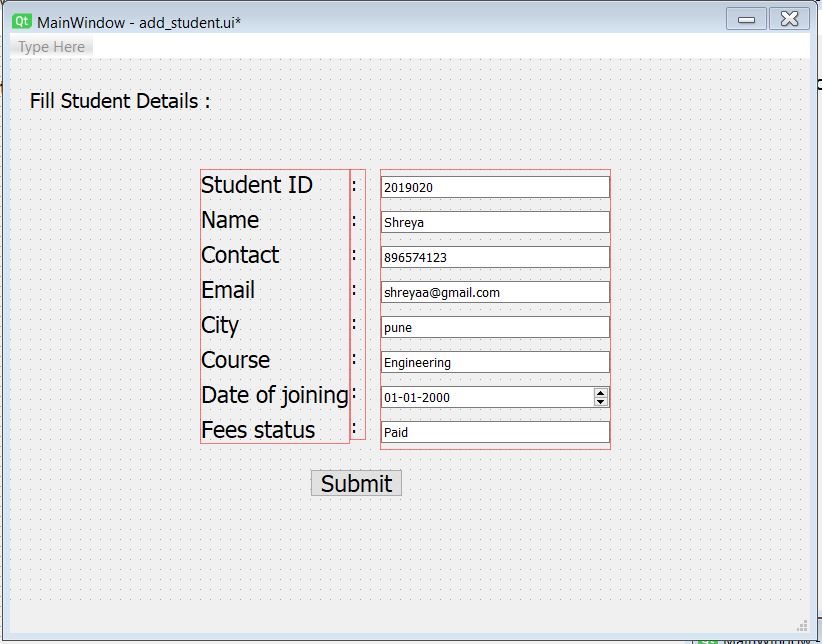 Qt MainWindow - add_student.ui*
Type Here
Fill Student Details :
Student ID : 2019020
Name : Shreya
Contact : 896574123
Email : shreyaa@gmail.com
City : pune
Course : Engineering
Date of joining : 01-01-2000
Fees status : Paid
Submit